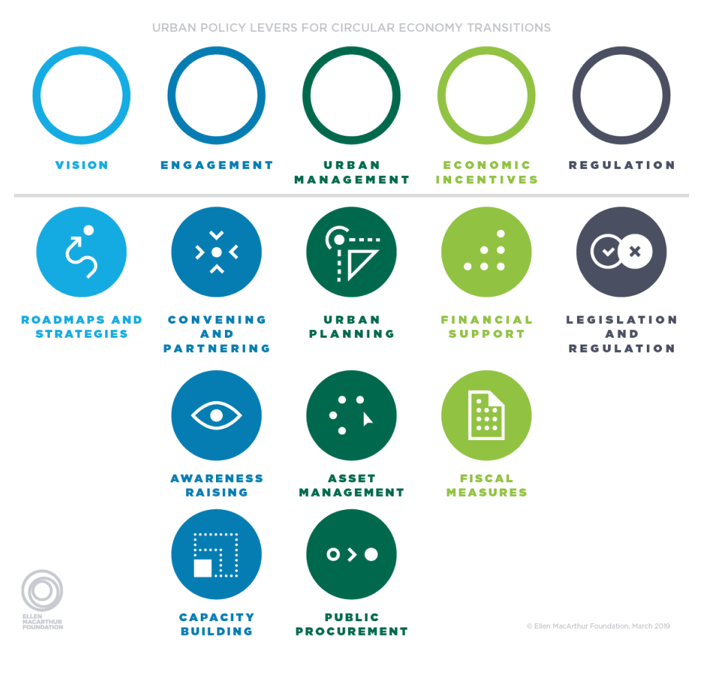 URBAN POLICY LEVERS FOR CIRCULAR ECONOMY TRANSITIONS
VISION
ENGAGEMENT
URBAN
MANAGEMENT
ECONOMIC
INCENTIVES
REGULATION
ROADMAPS AND
STRATEGIES
CONVENING
AND
PARTNERING
URBAN
PLANNING
FINANCIAL
SUPPORT
LEGISLATION
AND
REGULATION
AWARENESS
RAISING
ASSET
MANAGEMENT
FISCAL
MEASURES
CAPACITY
BUILDING
PUBLIC
PROCUREMENT
ELLEN
MACARTHUR
FOUNDATION
© Ellen MacArthur Foundation, March 2019